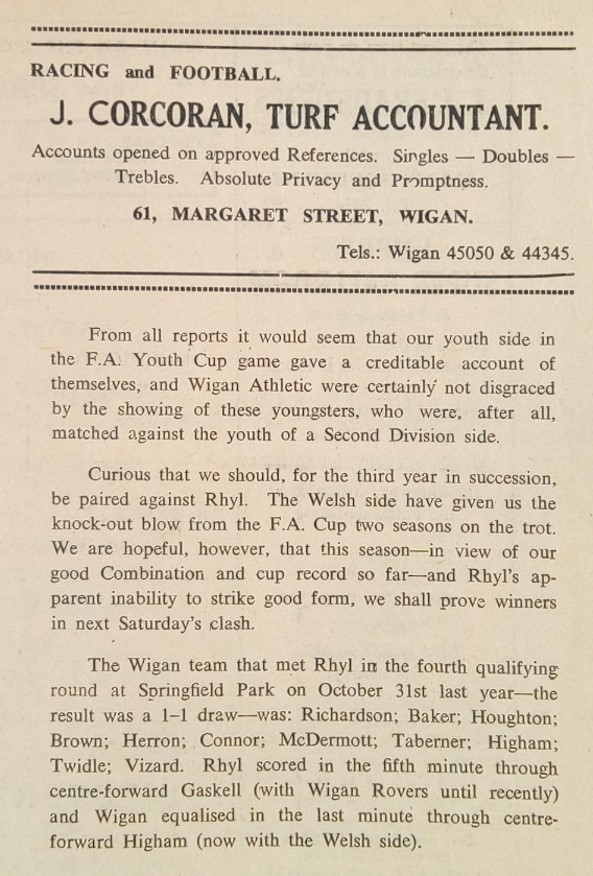 RACING and FOOTBALL.
J. CORCORAN, TURF ACCOUNTANT.
Accounts opened on approved References. Singles — Doubles —
Trebles. Absolute Privacy and Promptness.
61, MARGARET STREET, WIGAN.
Tels.: Wigan 45050 & 44345.
From all reports it would seem that our youth side in
the F.A. Youth Cup game gave a creditable account of
themselves, and Wigan Athletic were certainly not disgraced
by the showing of these youngsters, who were, after all,
matched against the youth of a Second Division side.
Curious that we should, for the third year in succession,
be paired against Rhyl. The Welsh side have given us the
knock-out blow from the F.A. Cup two seasons on the trot.
We are hopeful, however, that this season—in view of our
good Combination and cup record so far—and Rhyl's ap-
parent inability to strike good form, we shall prove winners
in next Saturday's clash.
The Wigan team that met Rhyl in the fourth qualifying
round at Springfield Park on October 31st last year—the
result was a 1-1 draw—was: Richardson; Baker; Houghton;
Brown; Herron; Connor; McDermott; Taberner; Higham;
Twidle; Vizard. Rhyl scored in the fifth minute through
centre-forward Gaskell (with Wigan Rovers until recently)
and Wigan equalised in the last minute through centre-
forward Higham (now with the Welsh side).